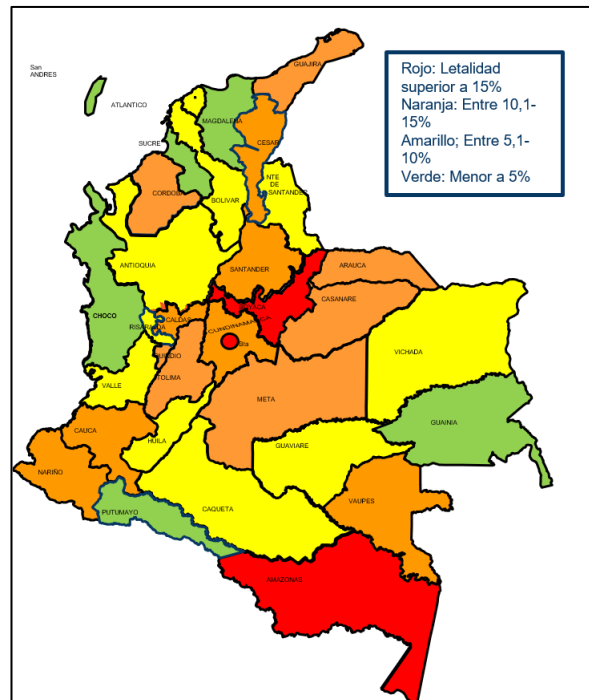 San
ANDRES
ATLANTICO
GUAJIRA
MAGDALENA
SUCRE
CESAR
CORDOBA
BOLIVAR
NTE
DE
SANTANDER
ANTIOQUIA
SANTANDER
ARAUCA
CASANARE
CHOCO
RISARALDA
CALDAS
CUNDINAMARCA
Bta
VICHADA
VALLE
TOLIMA
META
GUAINIA
CAUCA
HUILA
GUAVIARE
NARIÑO
VAUPES
PUTUMAYO
CAQUETA
AMAZONAS
Rojo: Letalidad
superior a 15%
Naranja: Entre 10,1-
15%
Amarillo; Entre 5,1-
10%
Verde: Menor a 5%